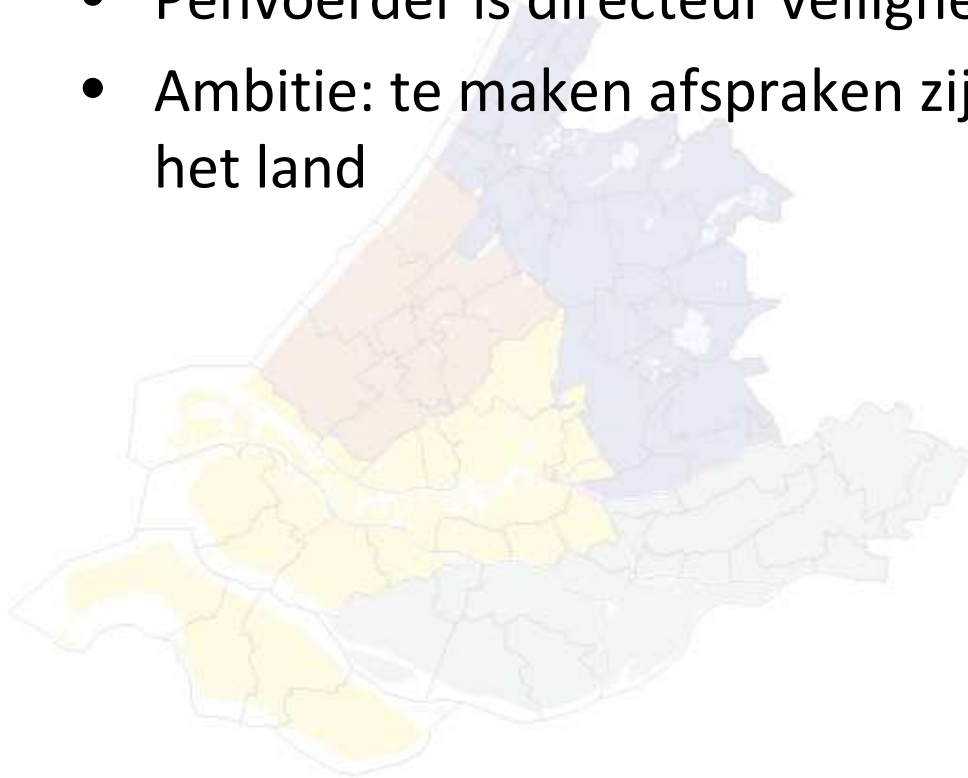 • Penvoerder is directeur
• Ambitie: te maken afspraken
het land